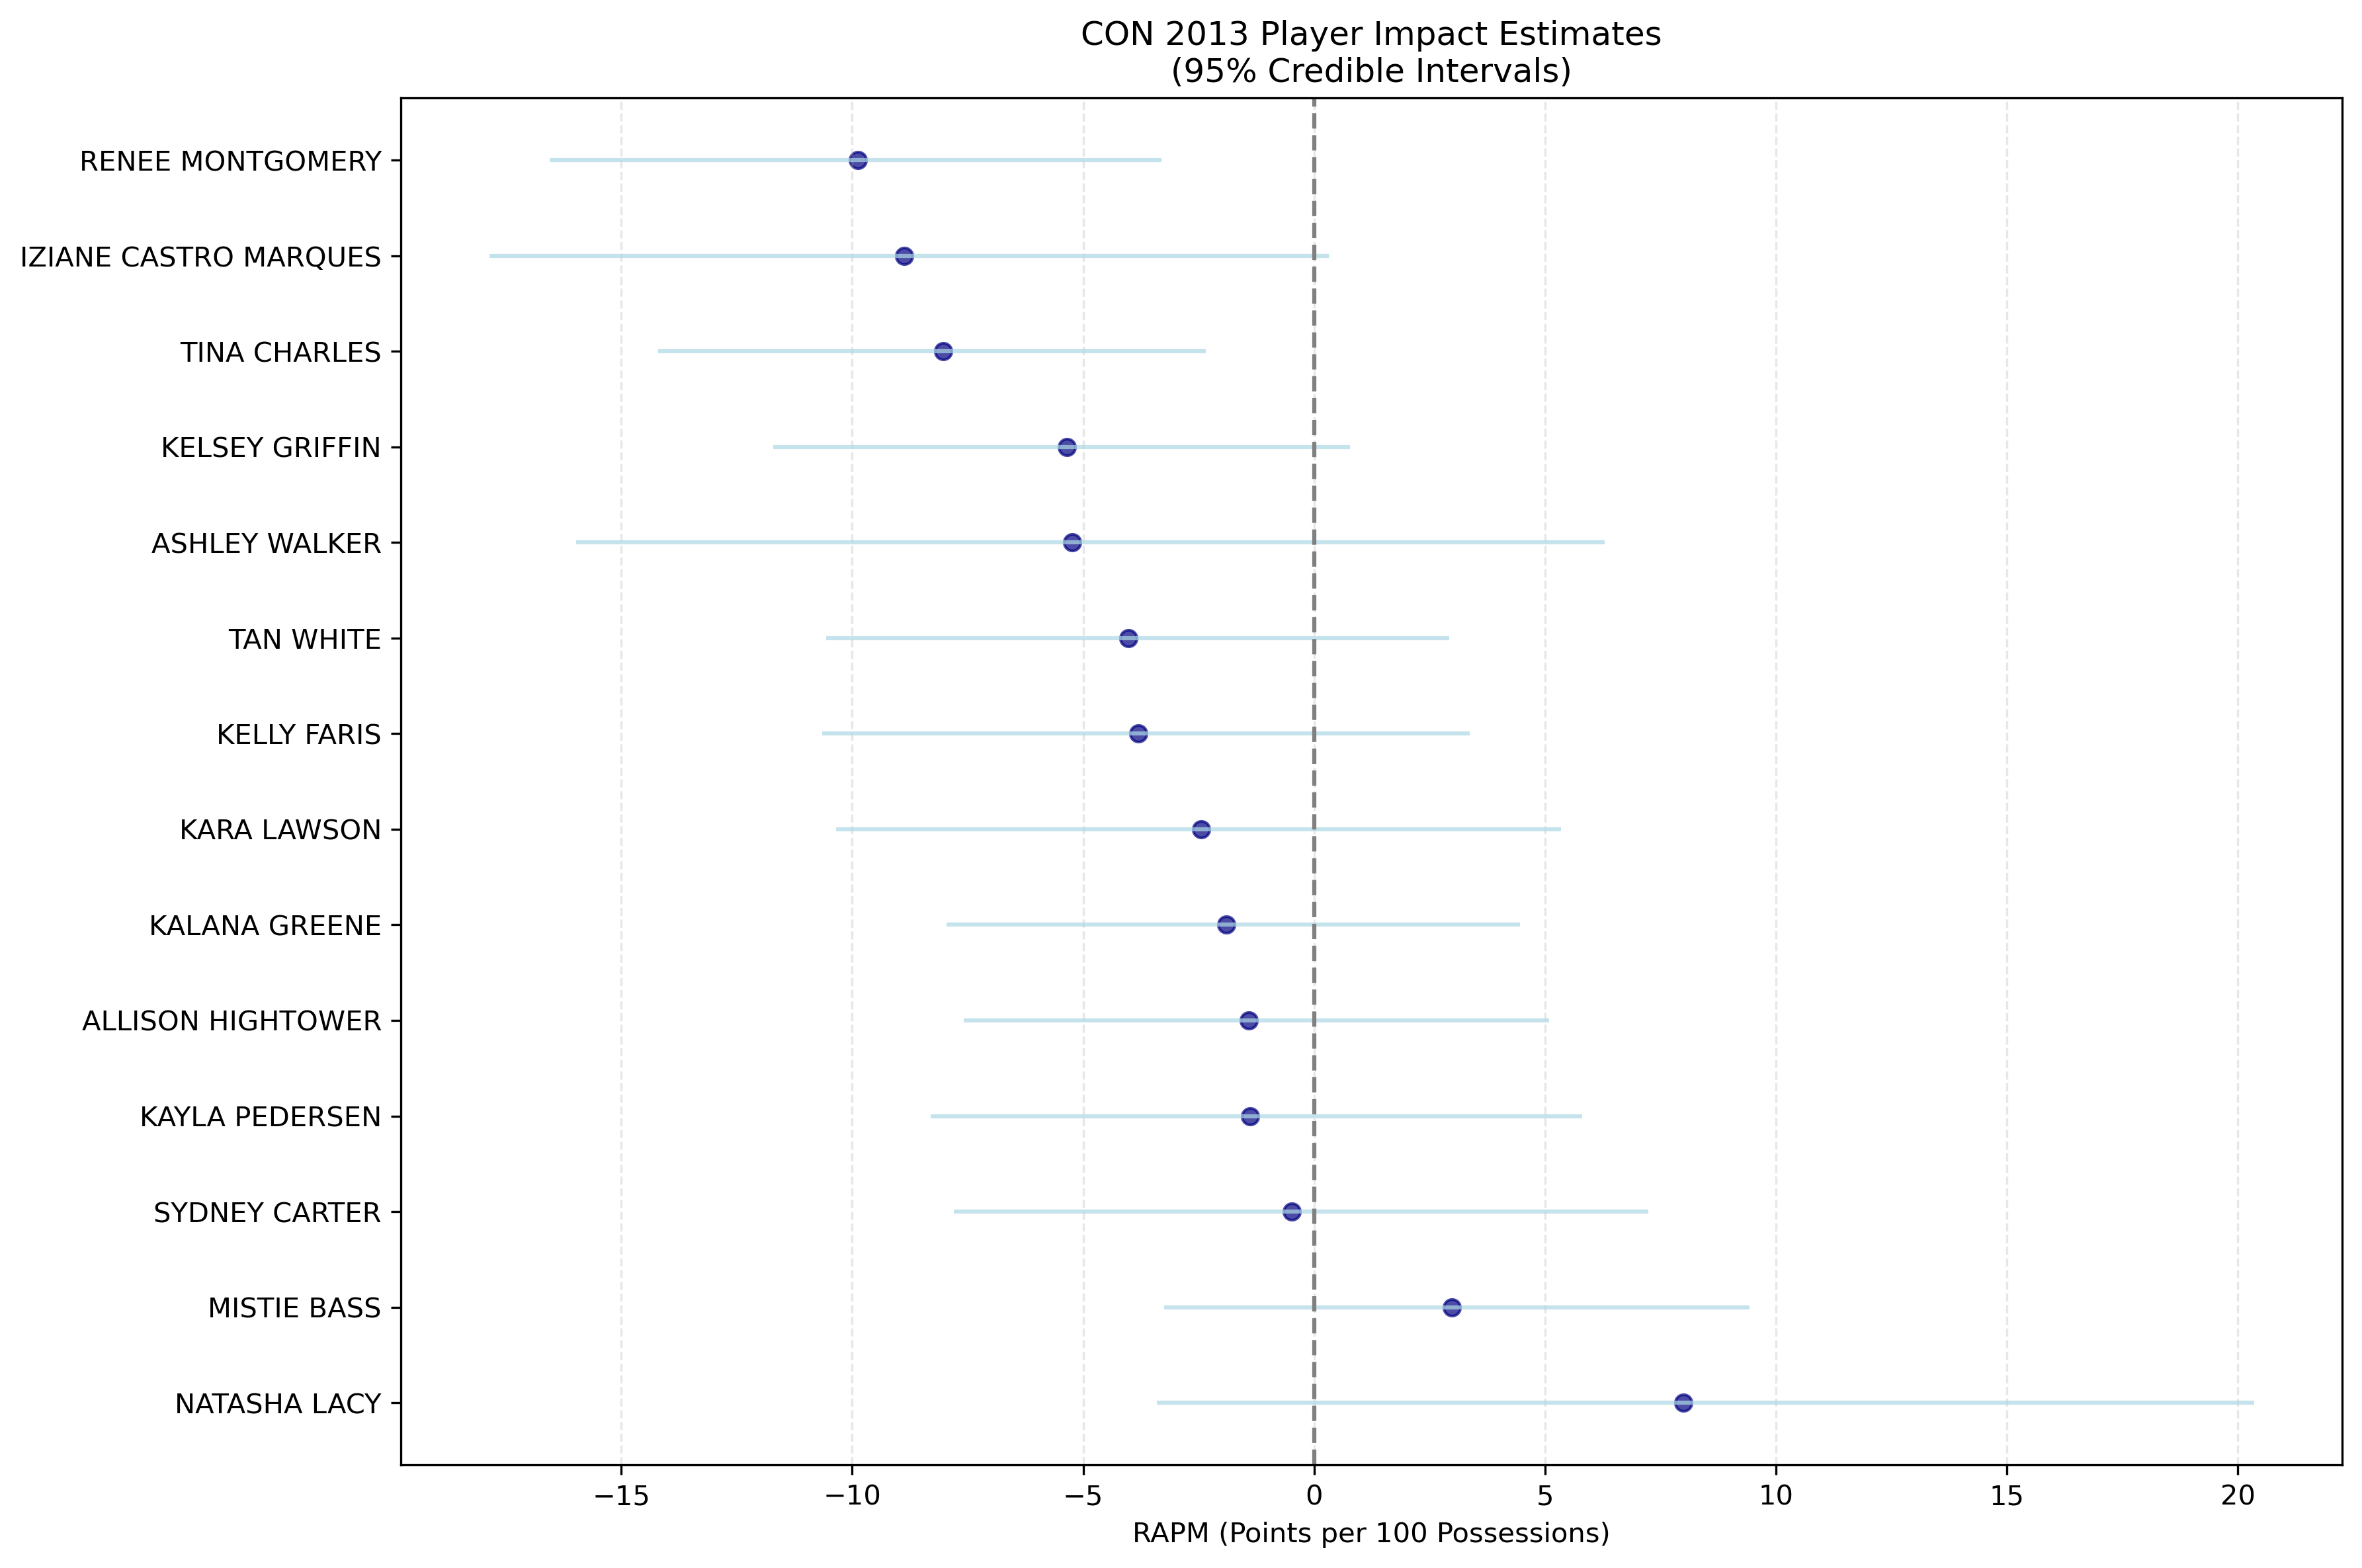 CON 2013 Player Impact Estimates
(95% Credible Intervals)
RENEE MONTGOMERY
IZIANE CASTRO MARQUES
TINA CHARLES
KELSEY GRIFFIN
ASHLEY WALKER
TAN WHITE
KELLY FARIS
KARA LAWSON
KALANA GREENE
ALLISON HIGHTOWER
KAYLA PEDERSEN
SYDNEY CARTER
MISTIE BASS
NATASHA LACY
−15 −10 −5 0 5 10 15 20
RAPM (Points per 100 Possessions)